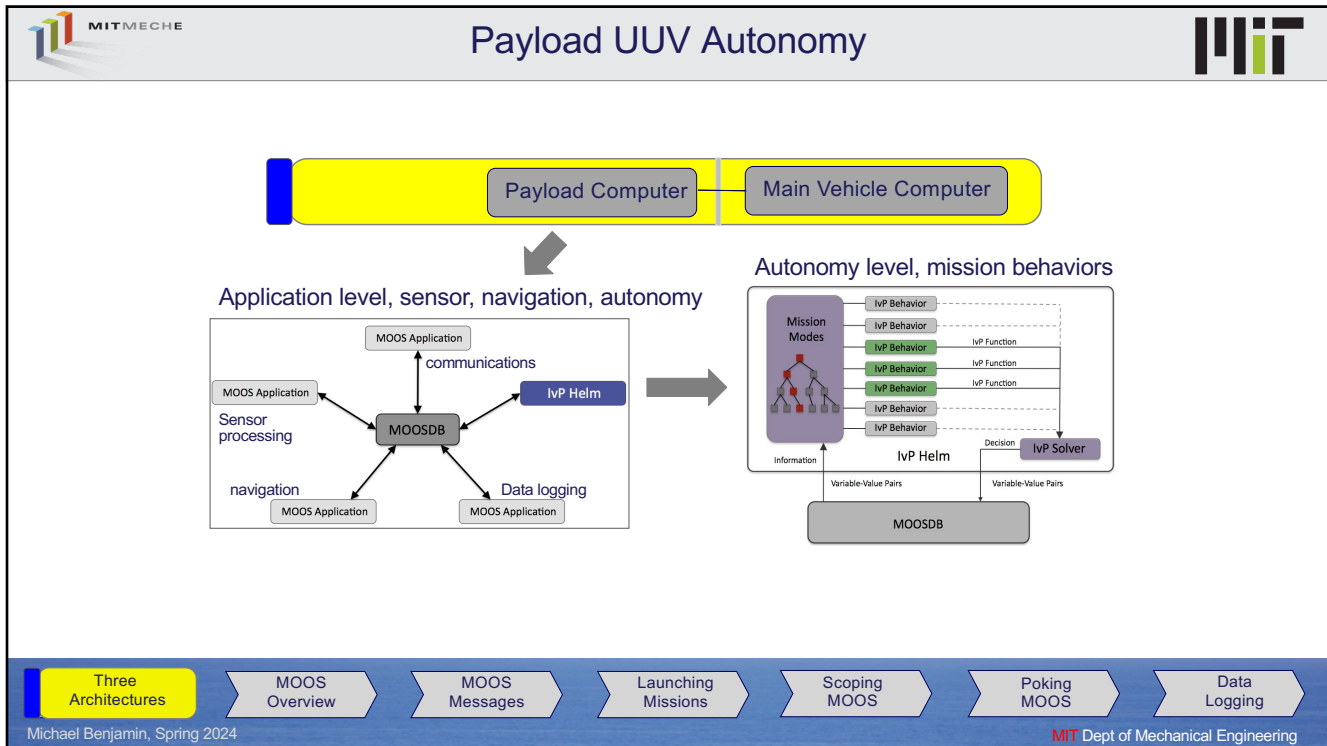 MITMECHE
Payload UUV Autonomy
MIT
Payload Computer
Main Vehicle Computer
Application level, sensor, navigation, autonomy
MOOS Application
communications
MOOS Application
IvP Helm
Sensor
processing
MOOSDB
navigation
Data logging
MOOS Application
MOOS Application
Autonomy level, mission behaviors
Mission
Modes
IvP Behavior
IvP Behavior
IvP Behavior
IvP Function
IvP Behavior
IvP Function
IvP Behavior
IvP Function
IvP Behavior
IvP Behavior
Decision
IvP Solver
Information
IvP Helm
Variable-Value Pairs
Variable-Value Pairs
MOOSDB
Three
Architectures
MOOS
Overview
MOOS
Messages
Launching
Missions
Scoping
MOOS
Poking
MOOS
Data
Logging
Michael Benjamin, Spring 2024
MIT Dept of Mechanical Engineering